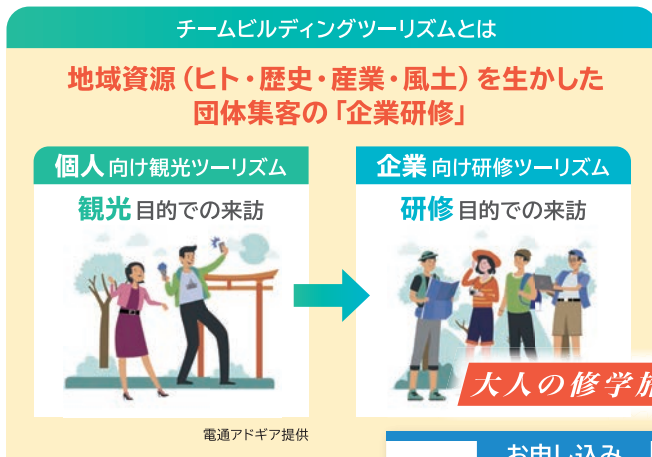 チームビルディングツーリズムとは
地域資源（ヒト・歴史・産業・風土）を生かした
団体集客の「企業研修」
個人向け観光ツーリズム
観光目的での来訪
企業向け研修ツーリズム
研修目的での来訪
大人の修学旅
電通アドギア提供
お申し込み